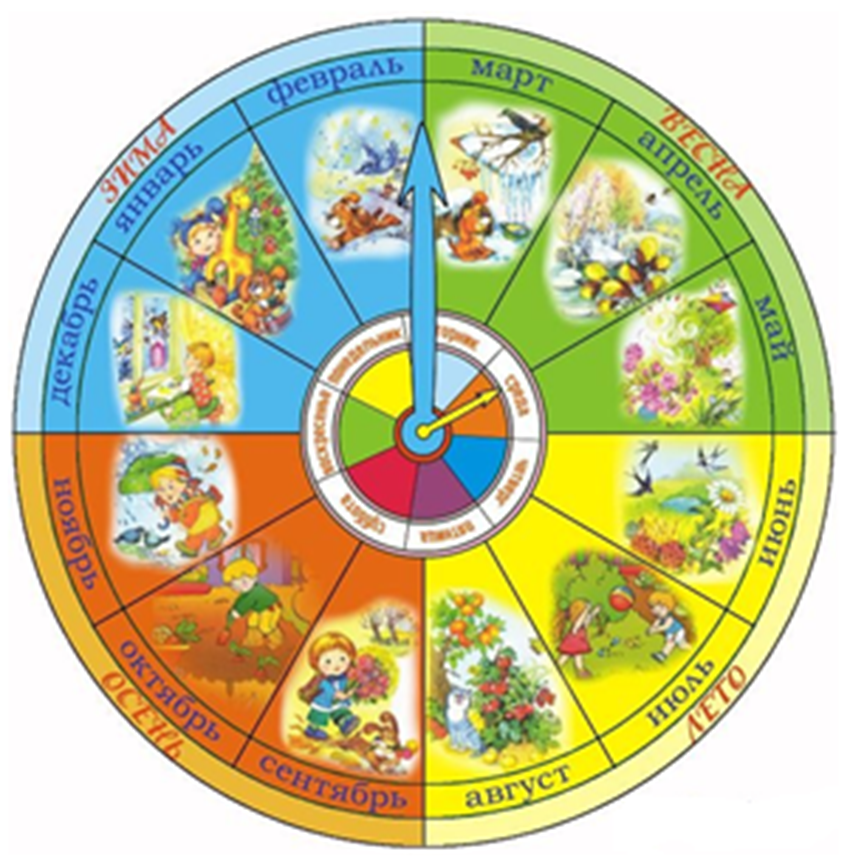 ЗИМА
ВЕСНА
ЛЕТО
ОСЕНЬ
январь
февраль
март
апрель
май
июнь
июль
август
сентябрь
октябрь
ноябрь
декабрь
понедельник
вторник
среда
четверг
пятница
суббота
воскресенье